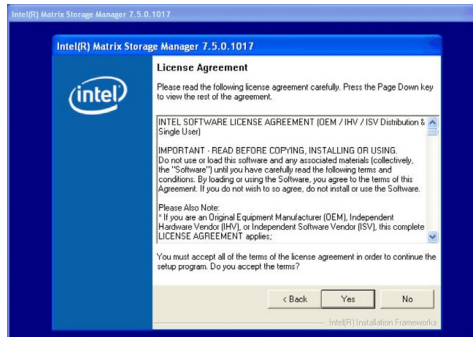 Intel(R) Matrix Storage Manager 7.5.0.1017
Intel(R) Matrix Storage Manager 7.5.0.1017
intel
License Agreement
Please read the following license agreement carefully. Press the Page Down key
to view the rest of the agreement.
INTEL SOFTWARE LICENSE AGREEMENT (OEM / IHV / ISV Distribution &
Single User)
IMPORTANT - READ BEFORE COPYING, INSTALLING OR USING.
Do not use or load this software and any associated materials (collectively,
the "Software") until you have carefully read the following terms and
conditions. By loading or using the Software, you agree to the terms of this
Agreement. If you do not wish to so agree, do not install or use the Software.
Please Also Note:
* If you are an Original Equipment Manufacturer (OEM), Independent
Hardware Vendor (IHV), or Independent Software Vendor (ISV), this complete
LICENSE AGREEMENT applies;
You must accept all of the terms of the license agreement in order to continue the
setup program. Do you accept the terms?
< Back
Yes
No
Intel(R) Installation Frameworks